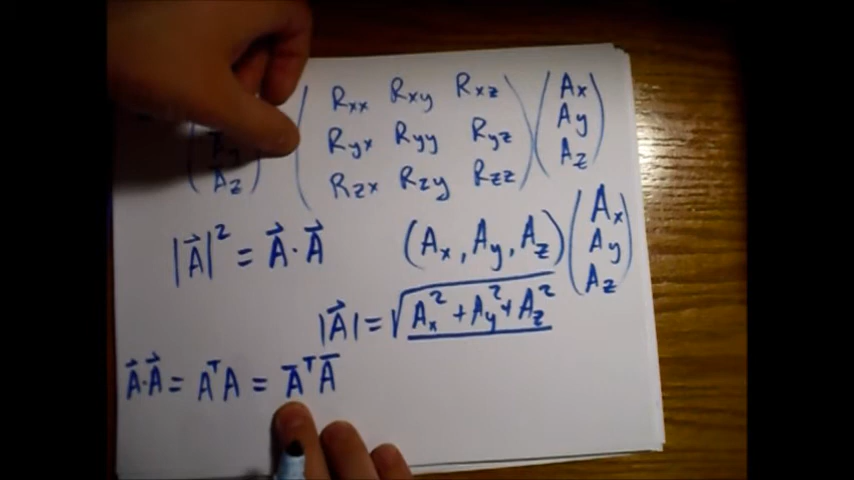 Rxx Rxy Rxz Ax
Ryx Ryy Ryz Ay
Az Rzx Rzy Rzz Az
|A⃗|² = A⃗·A⃗ (Ax, Ay, Az) (Ax
Ay
Az)
|A⃗| = √(Ax² + Ay² + Az²)
A⃗·A⃗ = AᵀA = A̅ᵀA̅